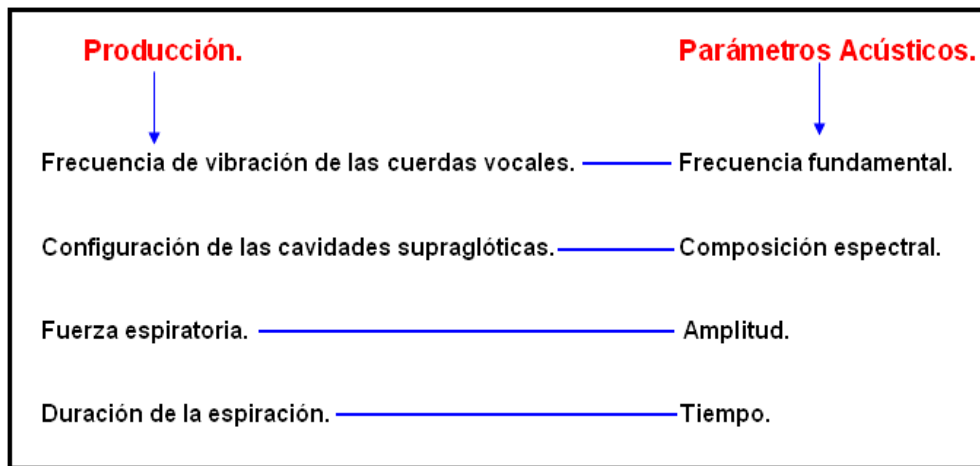 Producción. Parámetros Acústicos.
Frecuencia de vibración de las cuerdas vocales. Frecuencia fundamental.
Configuración de las cavidades supraglóticas. Composición espectral.
Fuerza espiratoria. Amplitud.
Duración de la espiración. Tiempo.